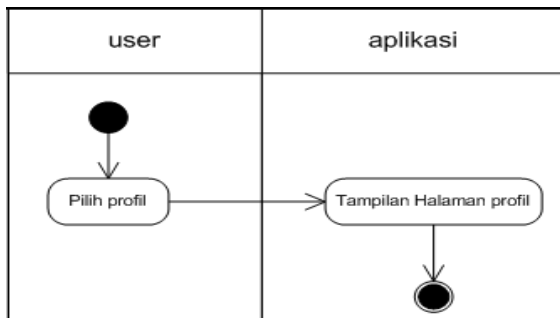 user
aplikasi
Pilih profil
Tampilan Halaman profil